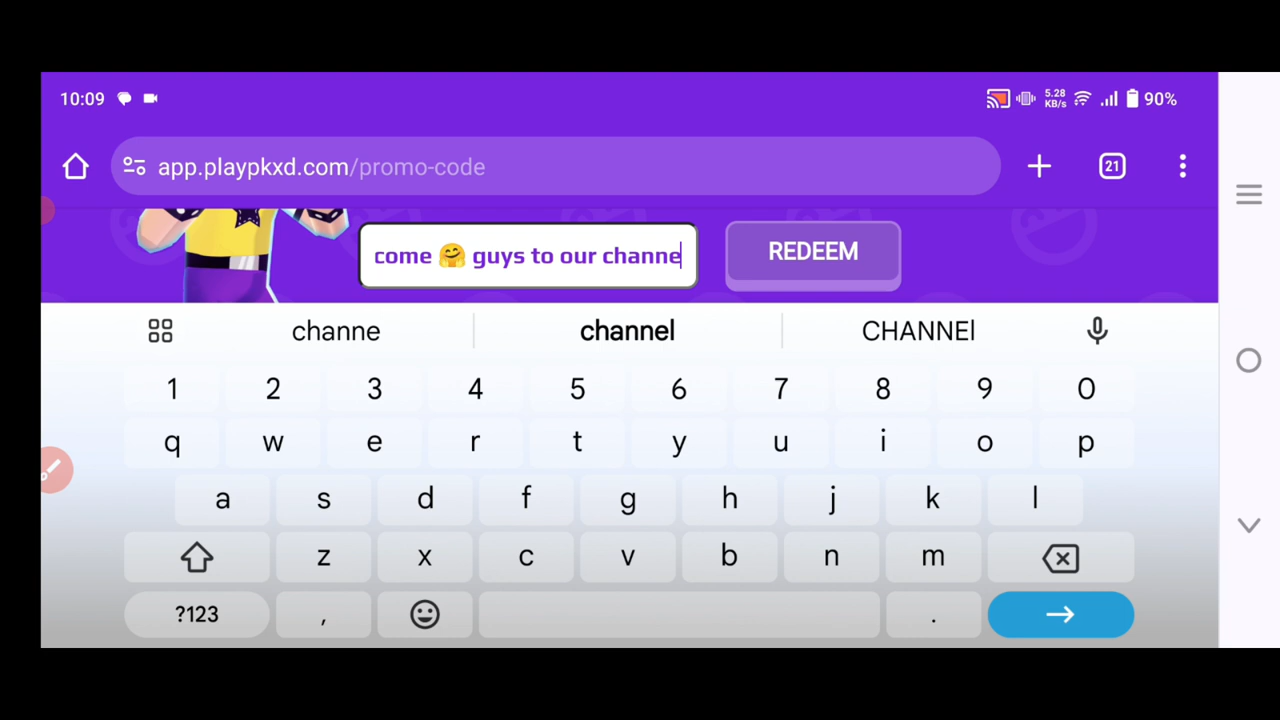 10:09 5.28 KB/s 90%
app.playpkxd.com/promo-code 21
come 🤗 guys to our channe REDEEM
channe channel CHANNEl
1 2 3 4 5 6 7 8 9 0
q w e r t y u i o p
a s d f g h j k l
z x c v b n m
?123 , .